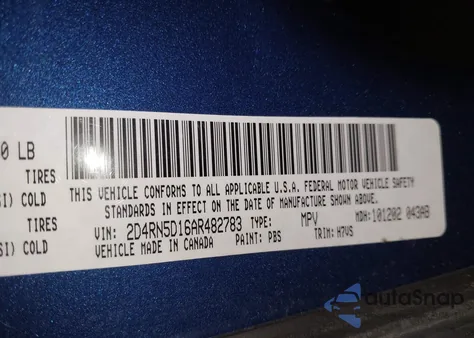 0 LB
TIRES
SI) COLD
TIRES
SI) COLD
THIS VEHICLE CONFORMS TO ALL APPLICABLE U.S.A. FEDERAL MOTOR VEHICLE SAFETY
STANDARDS IN EFFECT ON THE DATE OF MANUFACTURE SHOWN ABOVE.
VIN: 2D4RN5D16AR482783 TYPE: MPV MDH: 101202 043AB
VEHICLE MADE IN CANADA PAINT: PBS TRIM: H7VS
autoSnap